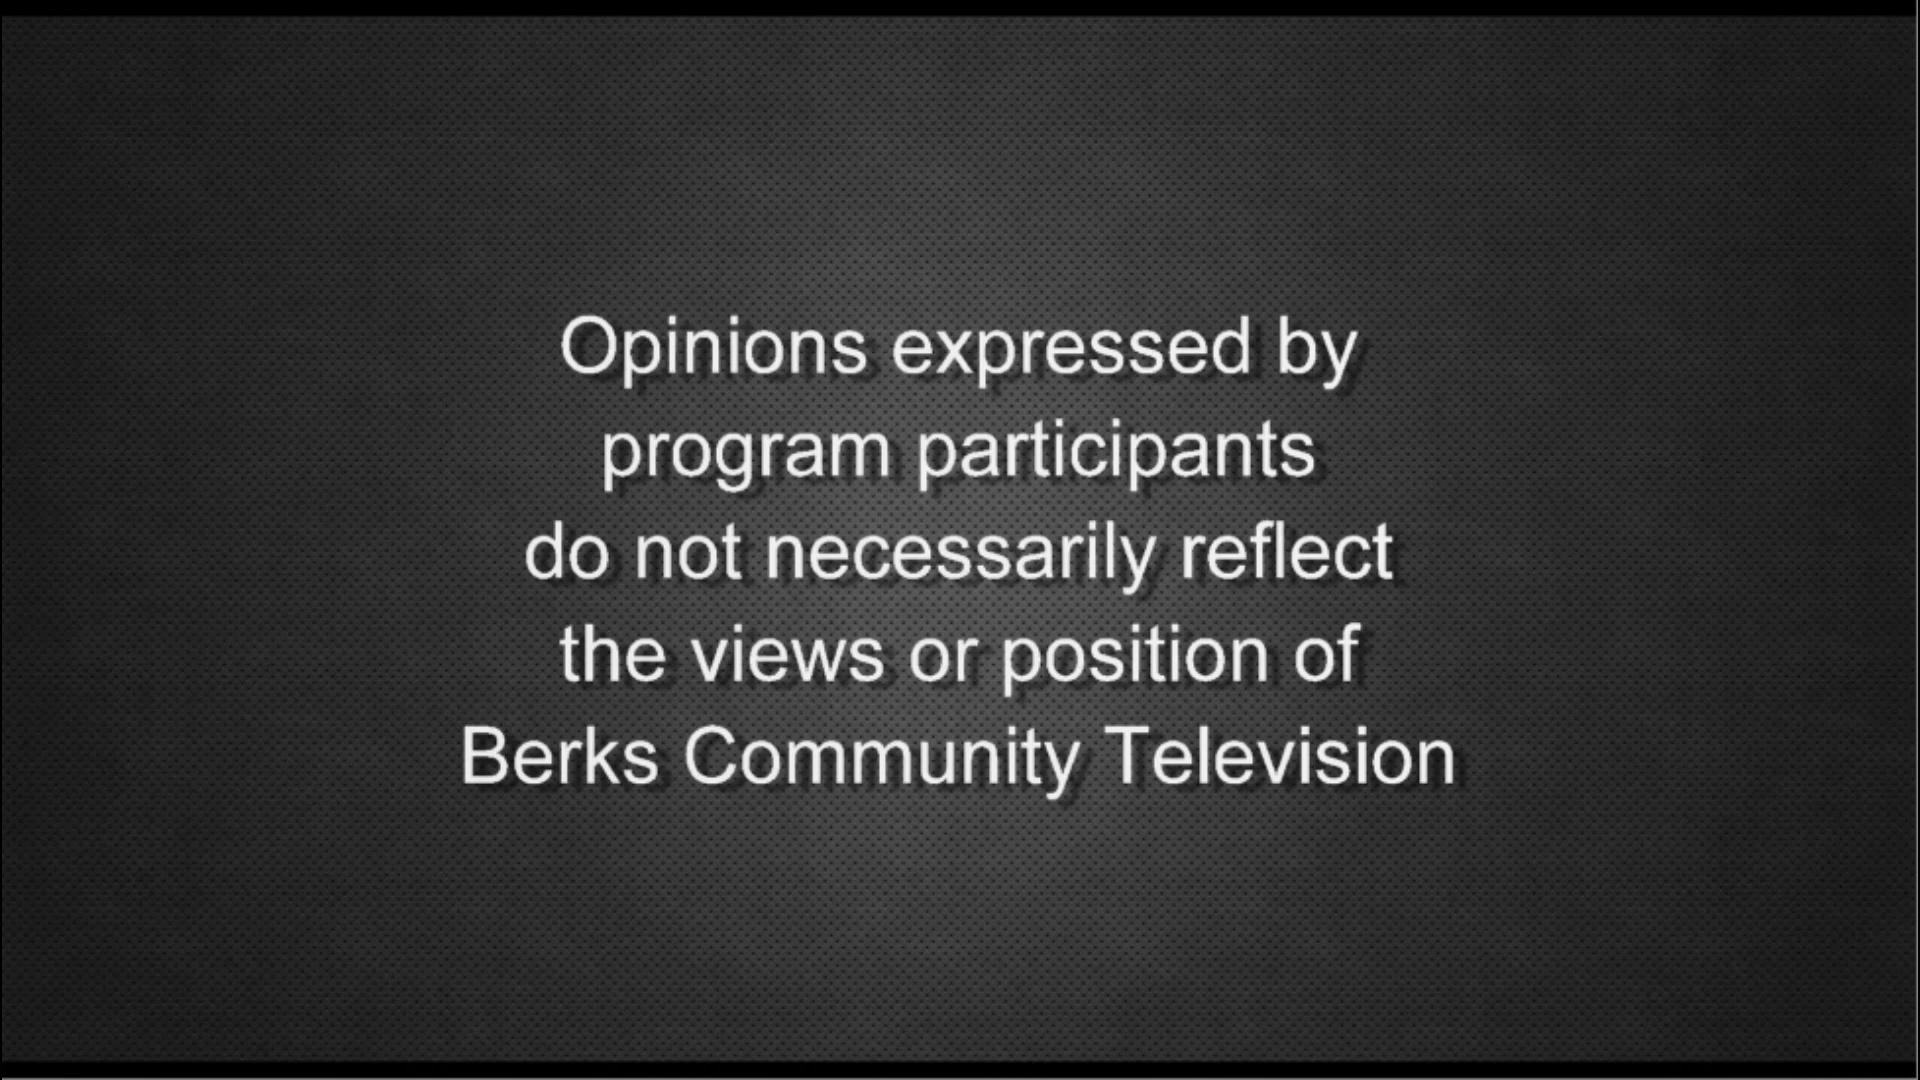 Opinions expressed by
program participants
do not necessarily reflect
the views or position of
Berks Community Television